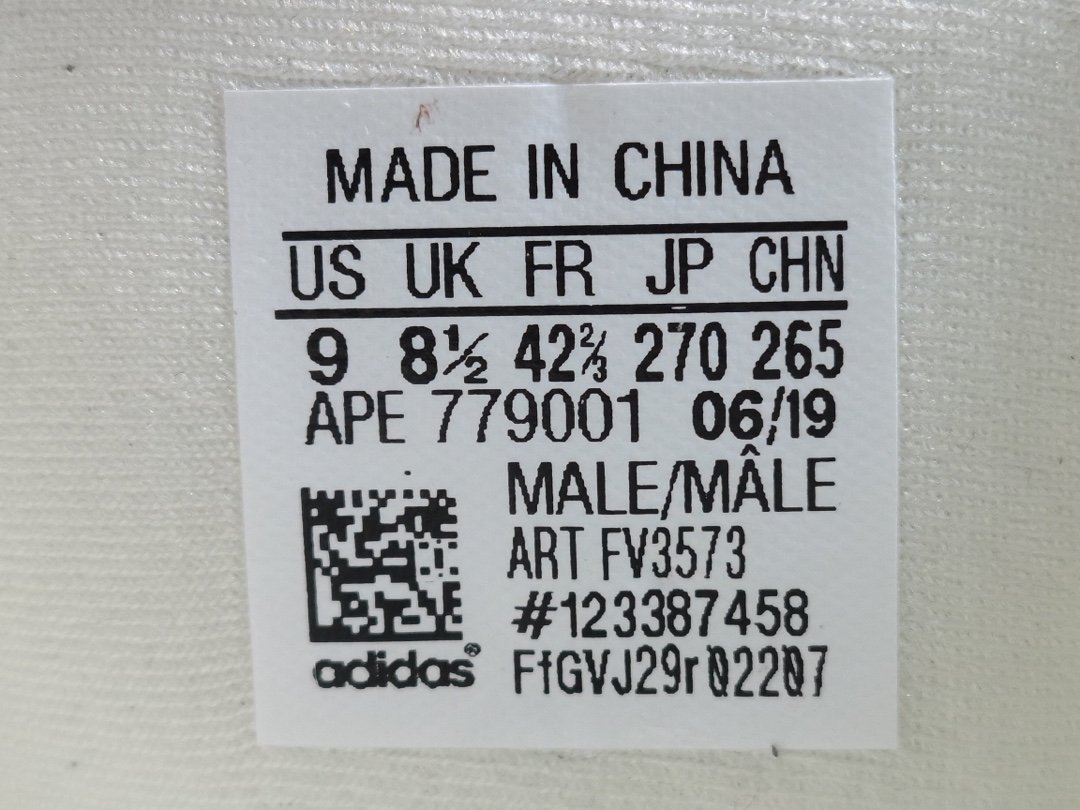 MADE IN CHINA
US UK FR JP CHN
9 8½ 42⅔ 270 265
APE 779001 06/19
MALE/MÂLE
ART FV3573
#123387458
adidas®
FfGVJ29r02207